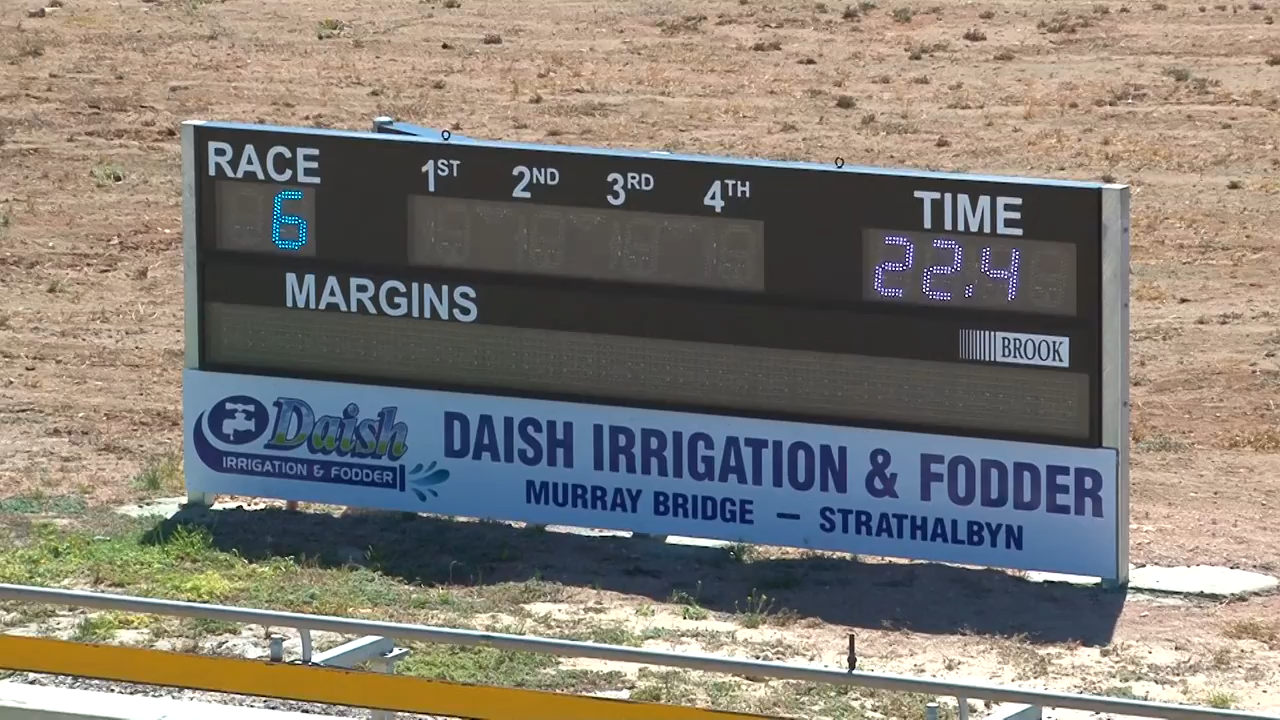 RACE 1ST 2ND 3RD 4TH TIME
6 22.4
MARGINS
BROOK
Daish
IRRIGATION & FODDER
DAISH IRRIGATION & FODDER
MURRAY BRIDGE — STRATHALBYN